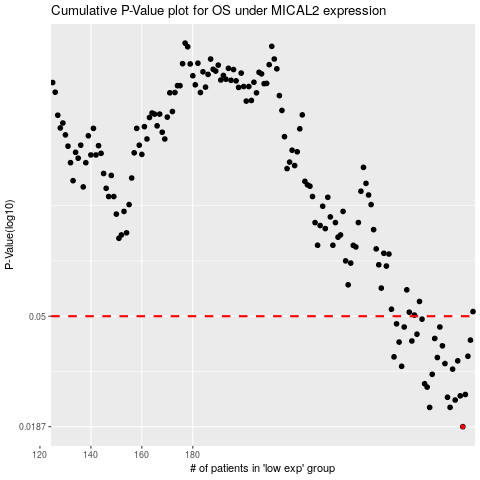 Cumulative P-Value plot for OS under MICAL2 expression
P-Value(log10)
0.05
0.0187
120 140 160 180
# of patients in 'low exp' group